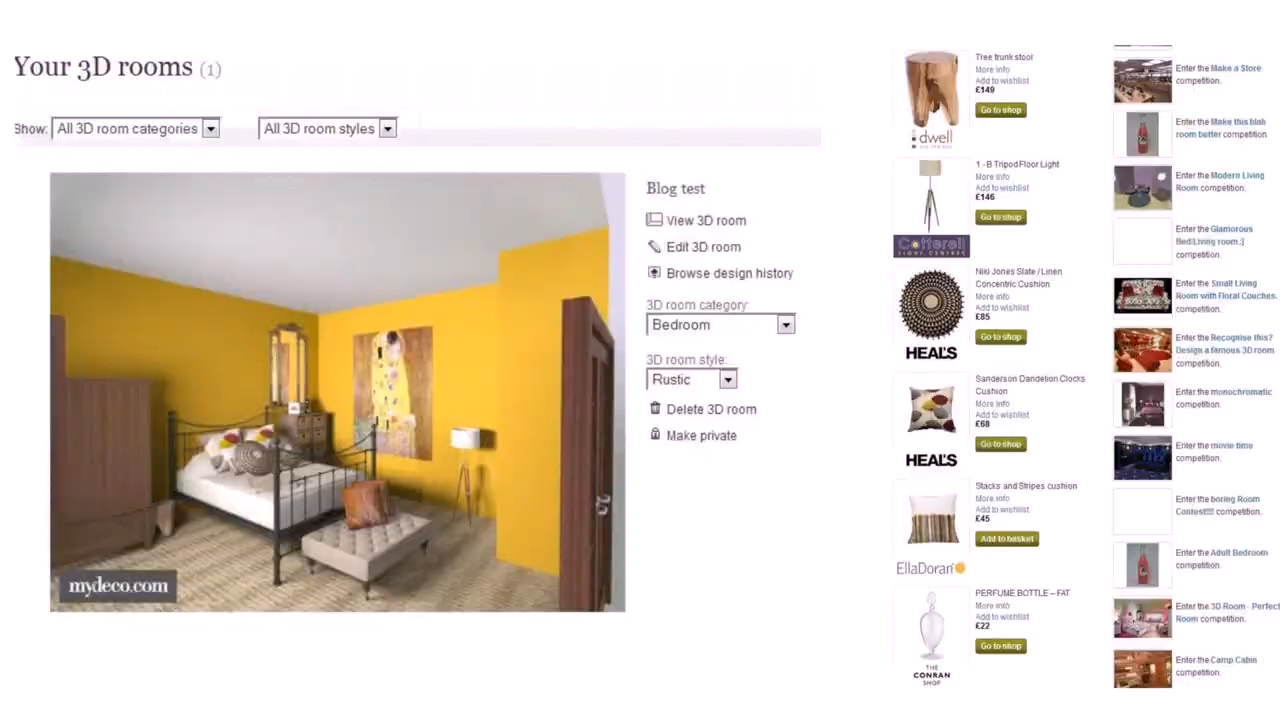 Your 3D rooms (1)
Show: All 3D room categories All 3D room styles
mydeco.com
Blog test
View 3D room
Edit 3D room
Browse design history
3D room category:
Bedroom
3D room style:
Rustic
Delete 3D room
Make private
Tree trunk stool
More info
Add to wishlist
£149
Go to shop
dwell
1 - B Tripod Floor Light
More info
Add to wishlist
£146
Go to shop
Cotterell
LIGHT CENTRES
Niki Jones Slate / Linen
Concentric Cushion
More info
Add to wishlist
£85
Go to shop
HEAL'S
Sanderson Dandelion Clocks
Cushion
More info
Add to wishlist
£68
Go to shop
HEAL'S
Stacks and Stripes cushion
More info
Add to wishlist
£45
Add to basket
EllaDoran
PERFUME BOTTLE – FAT
More info
Add to wishlist
£22
Go to shop
THE
CONRAN
SHOP
Enter the Make a Store
competition.
Enter the Make this blah
room better competition.
Enter the Modern Living
Room competition.
Enter the Glamorous
Bed/Living room.:]
competition.
Enter the Small Living
Room with Floral Couches.
competition.
Enter the Recognise this?
Design a famous 3D room
competition.
Enter the monochromatic
competition.
Enter the movie time
competition.
Enter the boring Room
Contest!!!! competition.
Enter the Adult Bedroom
competition.
Enter the 3D Room - Perfect
Room competition.
Enter the Camp Cabin
competition.